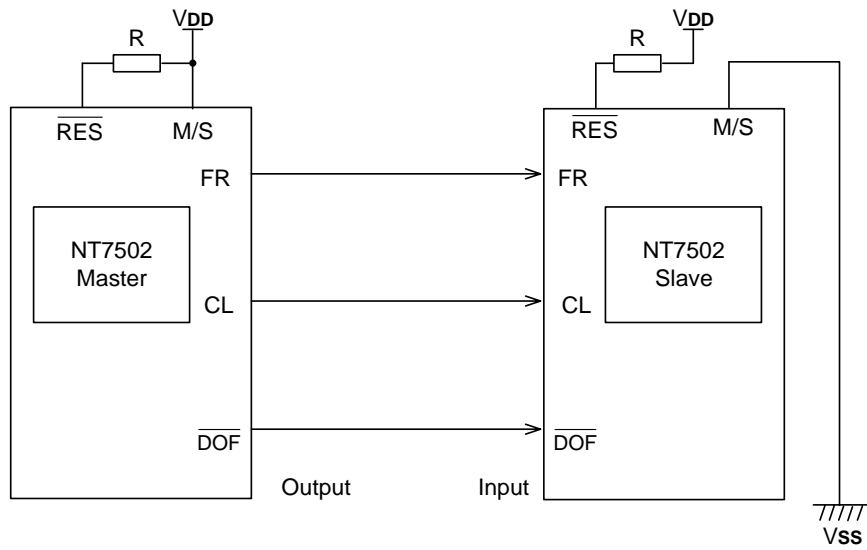 VDD
VDD
R
R
RES
M/S
RES
M/S
FR
FR
NT7502
Master
NT7502
Slave
CL
CL
DOF
DOF
Output
Input
VSS